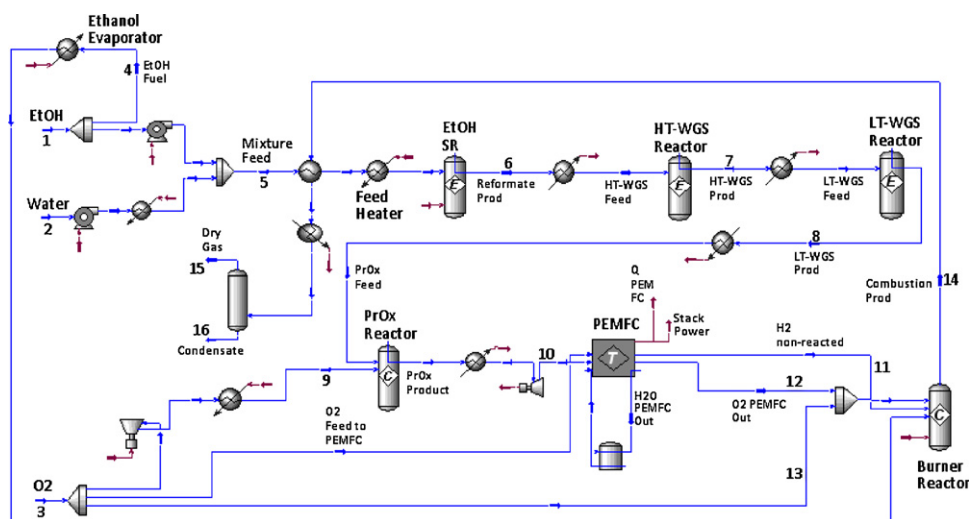 Ethanol
Evaporator
4
EtOH
Fuel
EtOH
1
Mixture
Feed
5
Water
2
Feed
Heater
EtOH
SR
E
6
Reformate
Prod
HT-WGS
Feed
HT-WGS
Reactor
E
7
HT-WGS
Prod
LT-WGS
Feed
LT-WGS
Reactor
E
8
LT-WGS
Prod
Dry
Gas
15
16
Condensate
PrOx
Feed
PrOx
Reactor
C
PrOx
Product
9
10
Q
PEM
FC
Stack
Power
PEMFC
T
H2
non-reacted
11
12
O2 PEMFC
Out
H2O
PEMFC
Out
O2
Feed to
PEMFC
13
Combustion
Prod
14
C
Burner
Reactor
O2
3